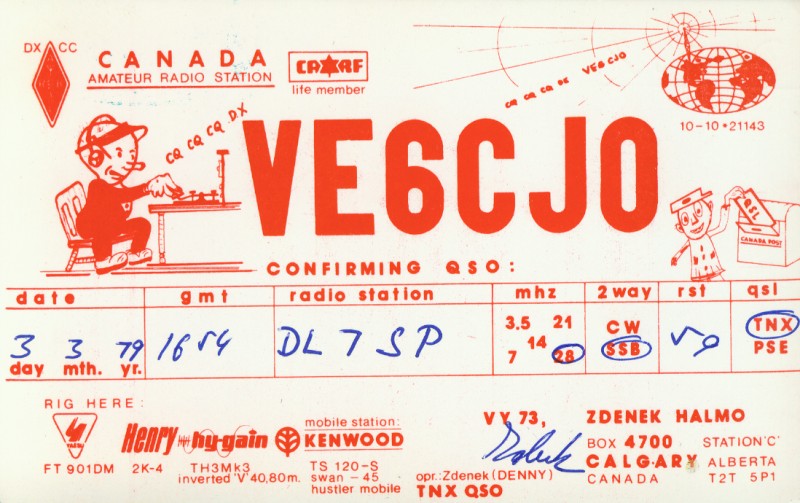 DX CC
CANADA
AMATEUR RADIO STATION
CARF
life member
CQ CQ CQ DE VE6CJO
10-10 • 21143
CQ CQ CQ DX
VE6CJO
QSL
CANADA POST
CONFIRMING QSO:
date gmt radio station mhz 2way rst qsl
3 3 79 1654 DL7SP 3.5 21 CW 59 TNX
14 SSB PSE
7 28
day mth. yr.
RIG HERE:
YAESU Henry hy-gain
mobile station:
KENWOOD
VY 73, ZDENEK HALMO
BOX 4700 STATION 'C'
CALGARY ALBERTA
CANADA T2T 5P1
FT 901DM 2K-4 TH3Mk3 TS 120-S
inverted 'V' 40,80m. swan -45
hustler mobile
opr.: Zdenek (DENNY)
TNX QSO